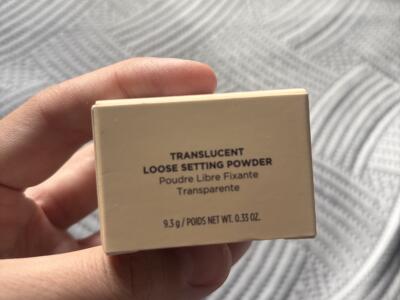 TRANSLUCENT
LOOSE SETTING POWDER
Poudre Libre Fixante
Transparente
9.3 g / POIDS NET WT. 0.33 OZ.